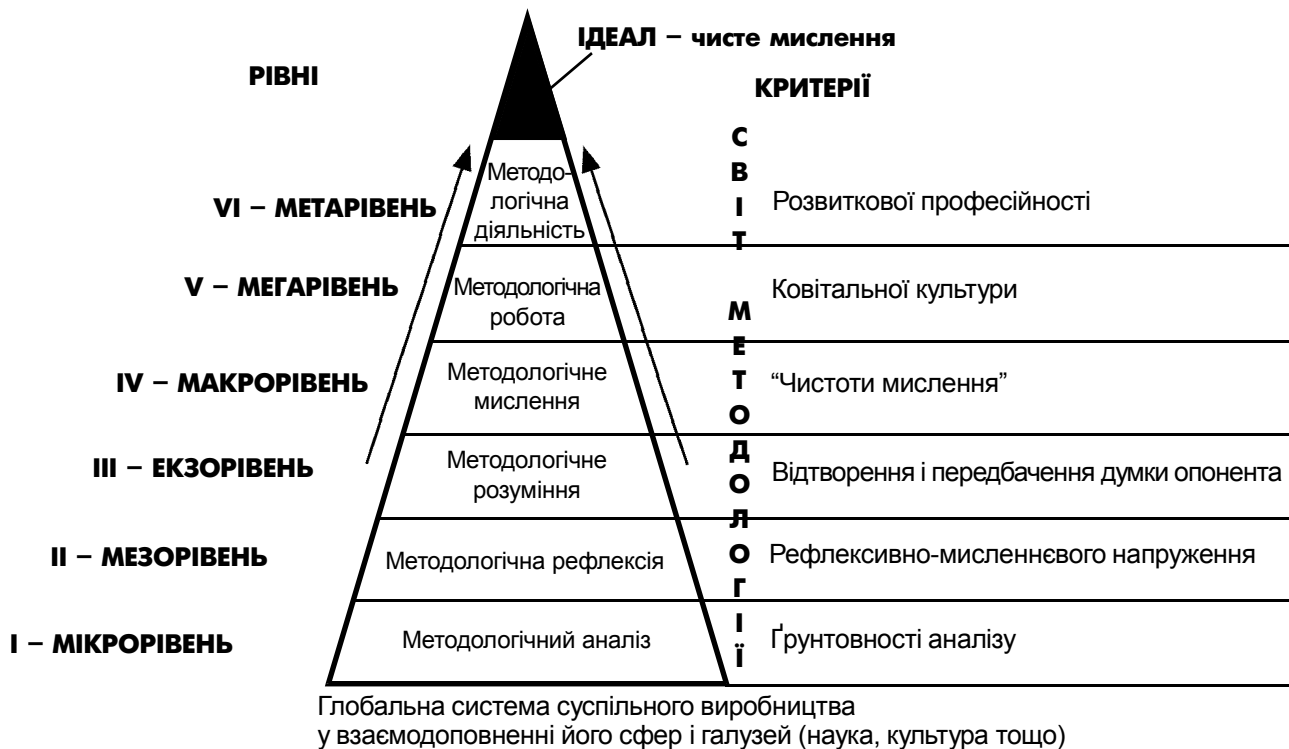 ІДЕАЛ – чисте мислення
РІВНІ
КРИТЕРІЇ
СВІТ МЕТОДОЛОГІЇ
VI – МЕТАРІВЕНЬ
Методо-
логічна
діяльність
Розвиткової професійності
V – МЕГАРІВЕНЬ
Методологічна
робота
Ковітальної культури
IV – МАКРОРІВЕНЬ
Методологічне
мислення
“Чистоти мислення”
III – ЕКЗОРІВЕНЬ
Методологічне
розуміння
Відтворення і передбачення думки опонента
II – МЕЗОРІВЕНЬ
Методологічна рефлексія
Рефлексивно-мисленнєвого напруження
I – МІКРОРІВЕНЬ
Методологічний аналіз
Ґрунтовності аналізу
Глобальна система суспільного виробництва
у взаємодоповненні його сфер і галузей (наука, культура тощо)